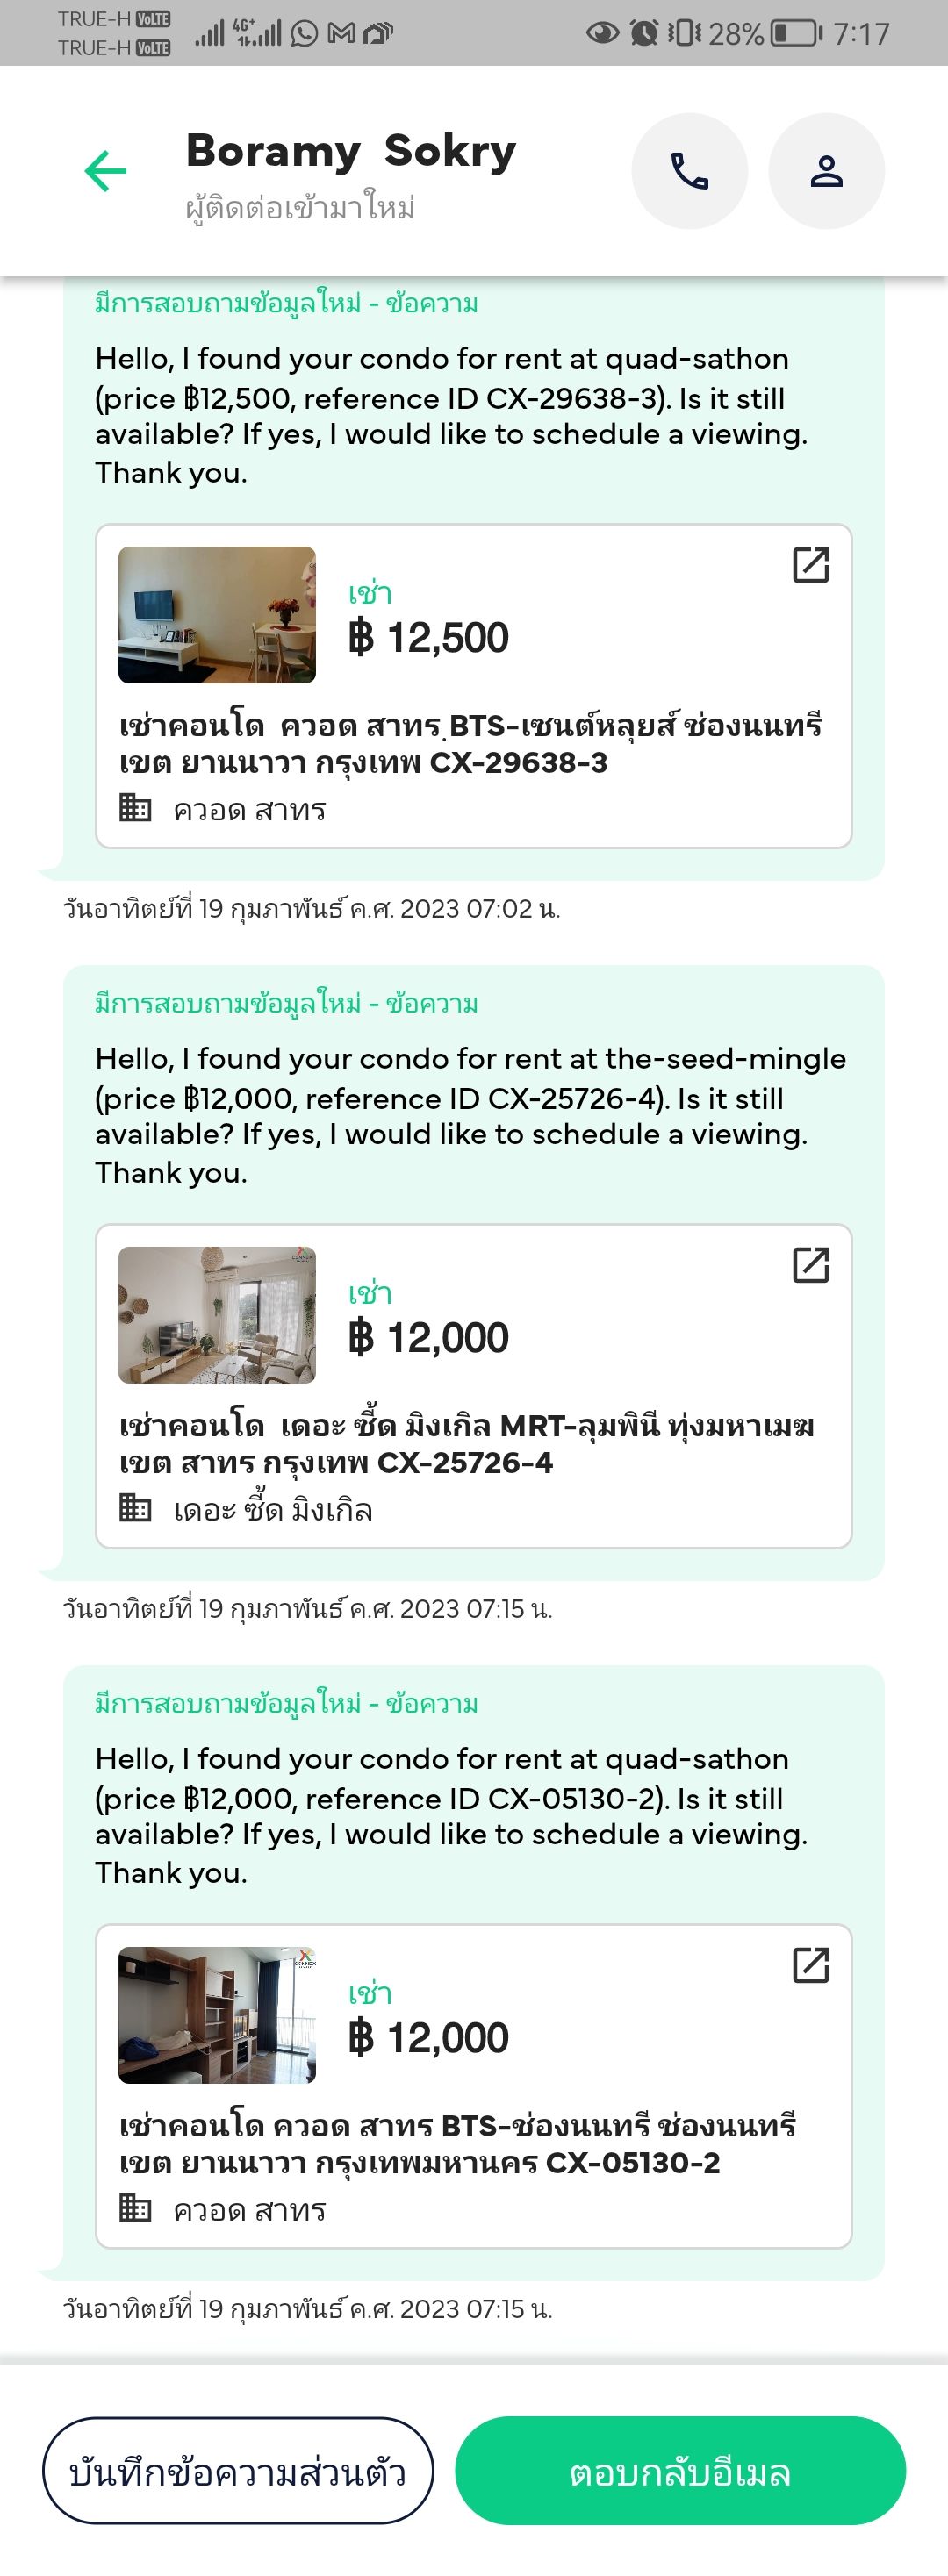 TRUE-H VoLTE
TRUE-H VoLTE
4G+
28%
7:17
Boramy Sokry
ผู้ติดต่อเข้ามาใหม่
มีการสอบถามข้อมูลใหม่ - ข้อความ
Hello, I found your condo for rent at quad-sathon
(price ฿12,500, reference ID CX-29638-3). Is it still
available? If yes, I would like to schedule a viewing.
Thank you.
เช่า
฿ 12,500
เช่าคอนโด ควอด สาทร ฺBTS-เซนต์หลุยส์ ช่องนนทรี
เขต ยานนาวา กรุงเทพ CX-29638-3
ควอด สาทร
วันอาทิตย์ที่ 19 กุมภาพันธ์ ค.ศ. 2023 07:02 น.
มีการสอบถามข้อมูลใหม่ - ข้อความ
Hello, I found your condo for rent at the-seed-mingle
(price ฿12,000, reference ID CX-25726-4). Is it still
available? If yes, I would like to schedule a viewing.
Thank you.
เช่า
฿ 12,000
เช่าคอนโด เดอะ ซี้ด มิงเกิล MRT-ลุมพินี ทุ่งมหาเมฆ
เขต สาทร กรุงเทพ CX-25726-4
เดอะ ซี้ด มิงเกิล
วันอาทิตย์ที่ 19 กุมภาพันธ์ ค.ศ. 2023 07:15 น.
มีการสอบถามข้อมูลใหม่ - ข้อความ
Hello, I found your condo for rent at quad-sathon
(price ฿12,000, reference ID CX-05130-2). Is it still
available? If yes, I would like to schedule a viewing.
Thank you.
เช่า
฿ 12,000
เช่าคอนโด ควอด สาทร BTS-ช่องนนทรี ช่องนนทรี
เขต ยานนาวา กรุงเทพมหานคร CX-05130-2
ควอด สาทร
วันอาทิตย์ที่ 19 กุมภาพันธ์ ค.ศ. 2023 07:15 น.
บันทึกข้อความส่วนตัว
ตอบกลับอีเมล